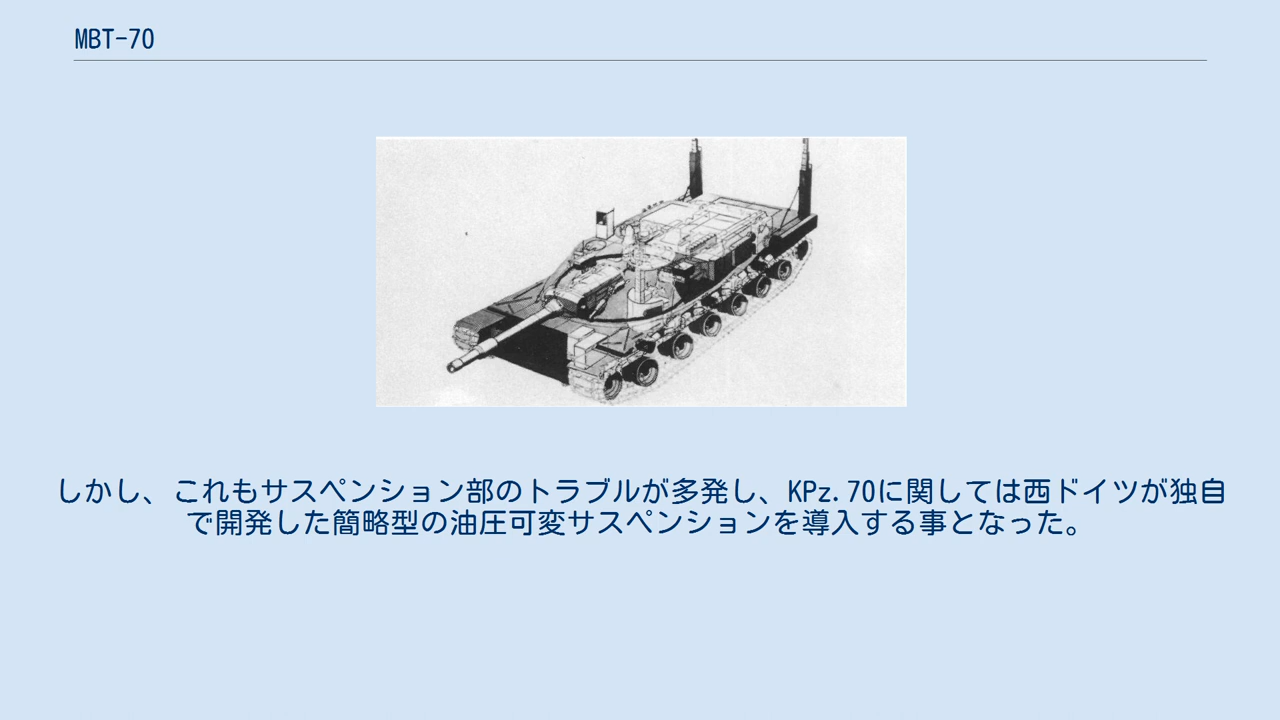 MBT-70
しかし、これもサスペンション部のトラブルが多発し、KPz.70に関しては西ドイツが独自
で開発した簡略型の油圧可変サスペンションを導入する事となった。